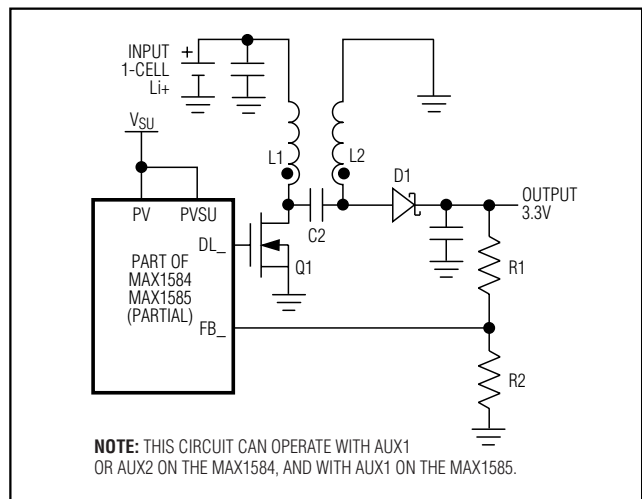 INPUT
1-CELL
Li+
+
VSU
L1
L2
D1
OUTPUT
3.3V
PV
PVSU
C2
DL_
Q1
R1
PART OF
MAX1584
MAX1585
(PARTIAL)
FB_
R2
NOTE: THIS CIRCUIT CAN OPERATE WITH AUX1
OR AUX2 ON THE MAX1584, AND WITH AUX1 ON THE MAX1585.